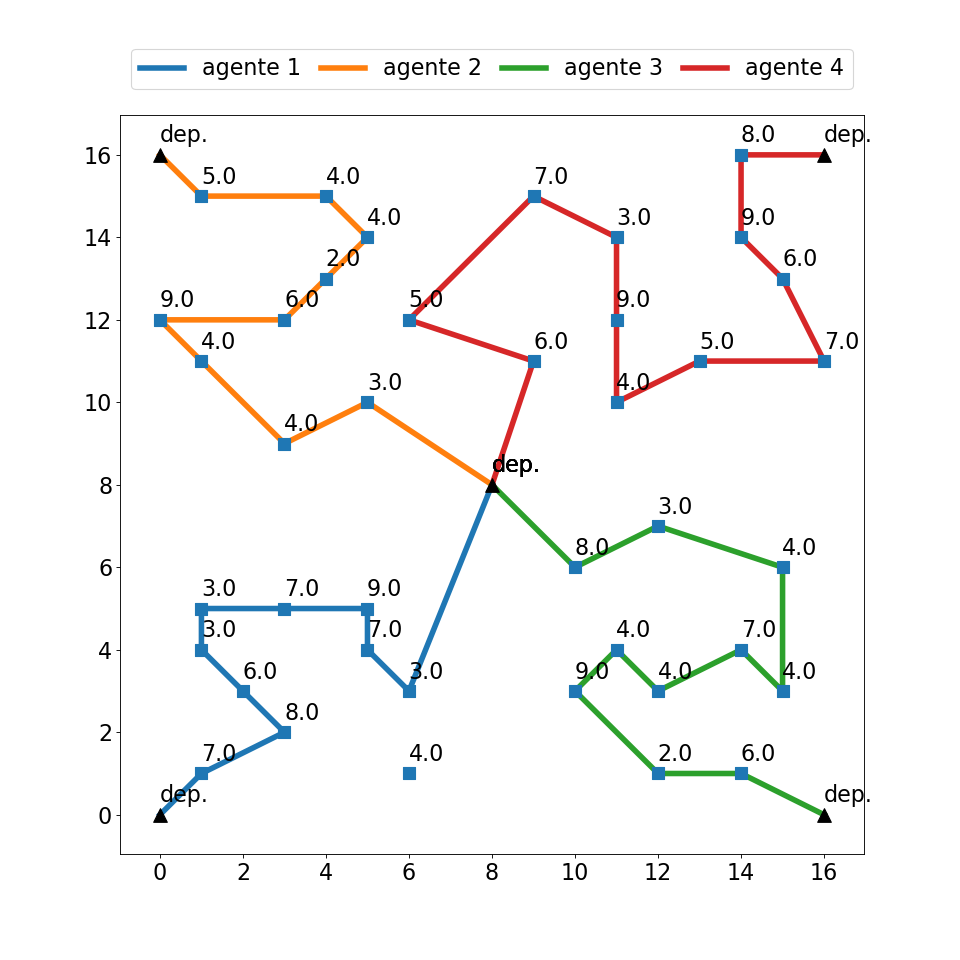 agente 1 agente 2 agente 3 agente 4
dep. 8.0 dep.
16
5.0 4.0 7.0
4.0 3.0 9.0
14
2.0 6.0
9.0 6.0 5.0 9.0
12
4.0 6.0 5.0 7.0
3.0 4.0
10
4.0
dep.
8
3.0
8.0 4.0
6
3.0 7.0 9.0
3.0 7.0 4.0 7.0
4
6.0 3.0 9.0 4.0 4.0
8.0
2
7.0 4.0 2.0 6.0
dep. dep.
0
0 2 4 6 8 10 12 14 16